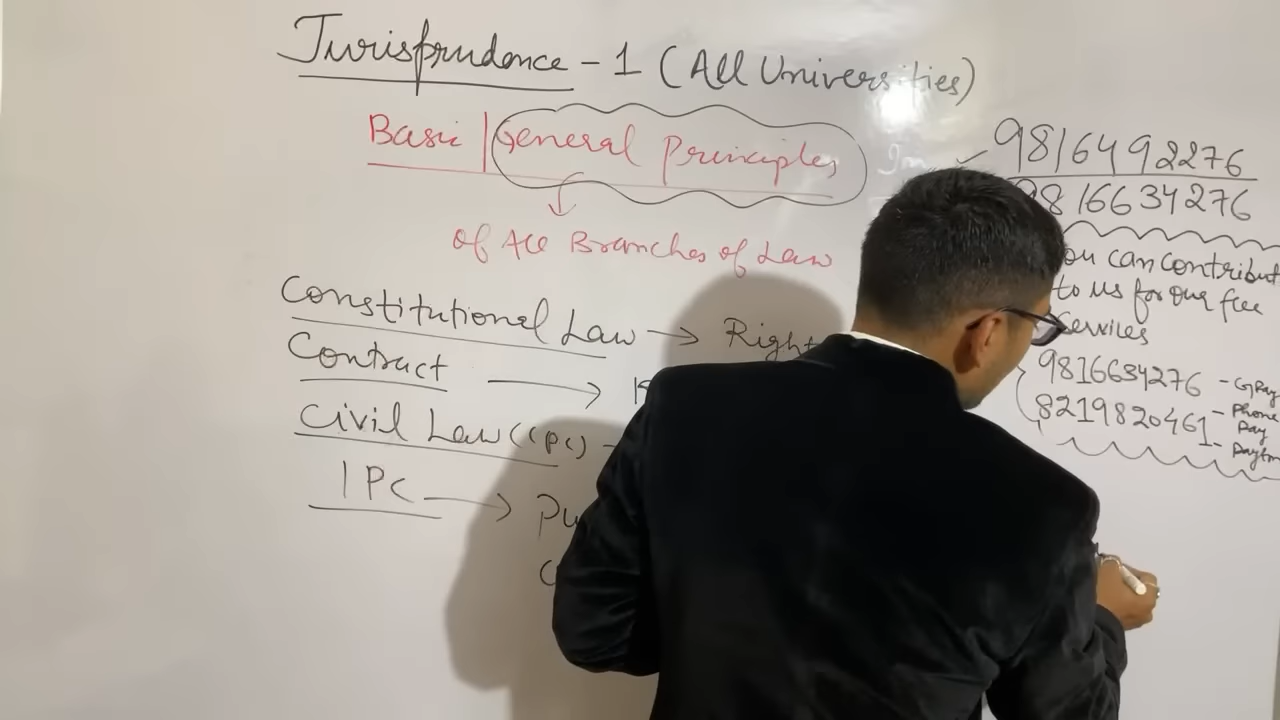 Jurisprudence - 1 (All Universities)
Basic | General Principles
of All Branches of Law
Constitutional Law → Right
Contract →
Civil Law (CPC) -
IPC → Pu
9816492276
9816634276
You can contribut
to us for our free
Services
9816634276 - GPay
8219820461 - Phone
Pay
- Paytm